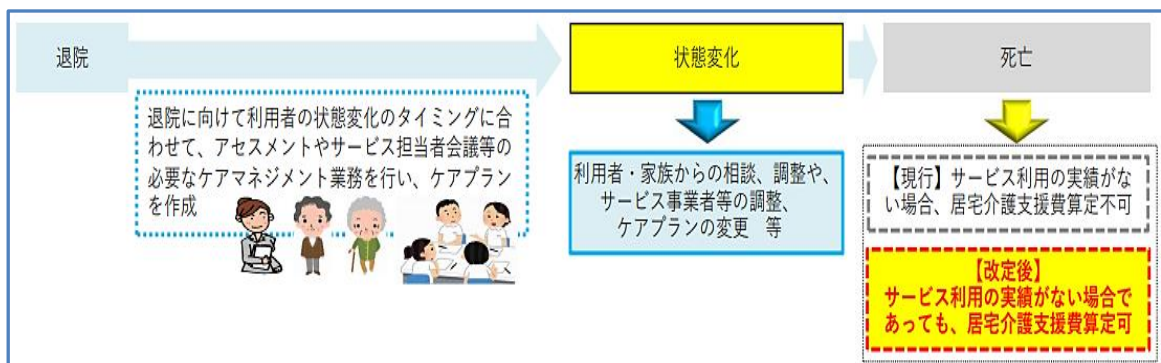 退院
退院に向けて利用者の状態変化のタイミングに合
わせて、アセスメントやサービス担当者会議等の
必要なケアマネジメント業務を行い、ケアプラン
を作成
状態変化
利用者・家族からの相談、調整や、
サービス事業者等の調整、
ケアプランの変更　等
死亡
【現行】サービス利用の実績がな
い場合、居宅介護支援費算定不可
【改定後】
サービス利用の実績がない場合で
あっても、居宅介護支援費算定可